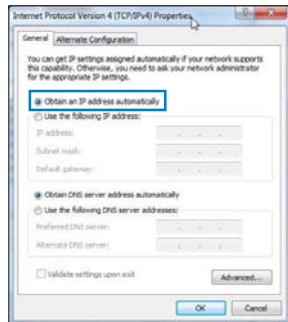 Internet Protocol Version 4 (TCP/IPv4) Properties
General
Alternate Configuration
You can get IP settings assigned automatically if your network supports
this capability. Otherwise, you need to ask your network administrator
for the appropriate IP settings.
Obtain an IP address automatically
Use the following IP address:
IP address:
Subnet mask:
Default gateway:
Obtain DNS server address automatically
Use the following DNS server addresses:
Preferred DNS server:
Alternate DNS server:
Validate settings upon exit
Advanced...
OK
Cancel